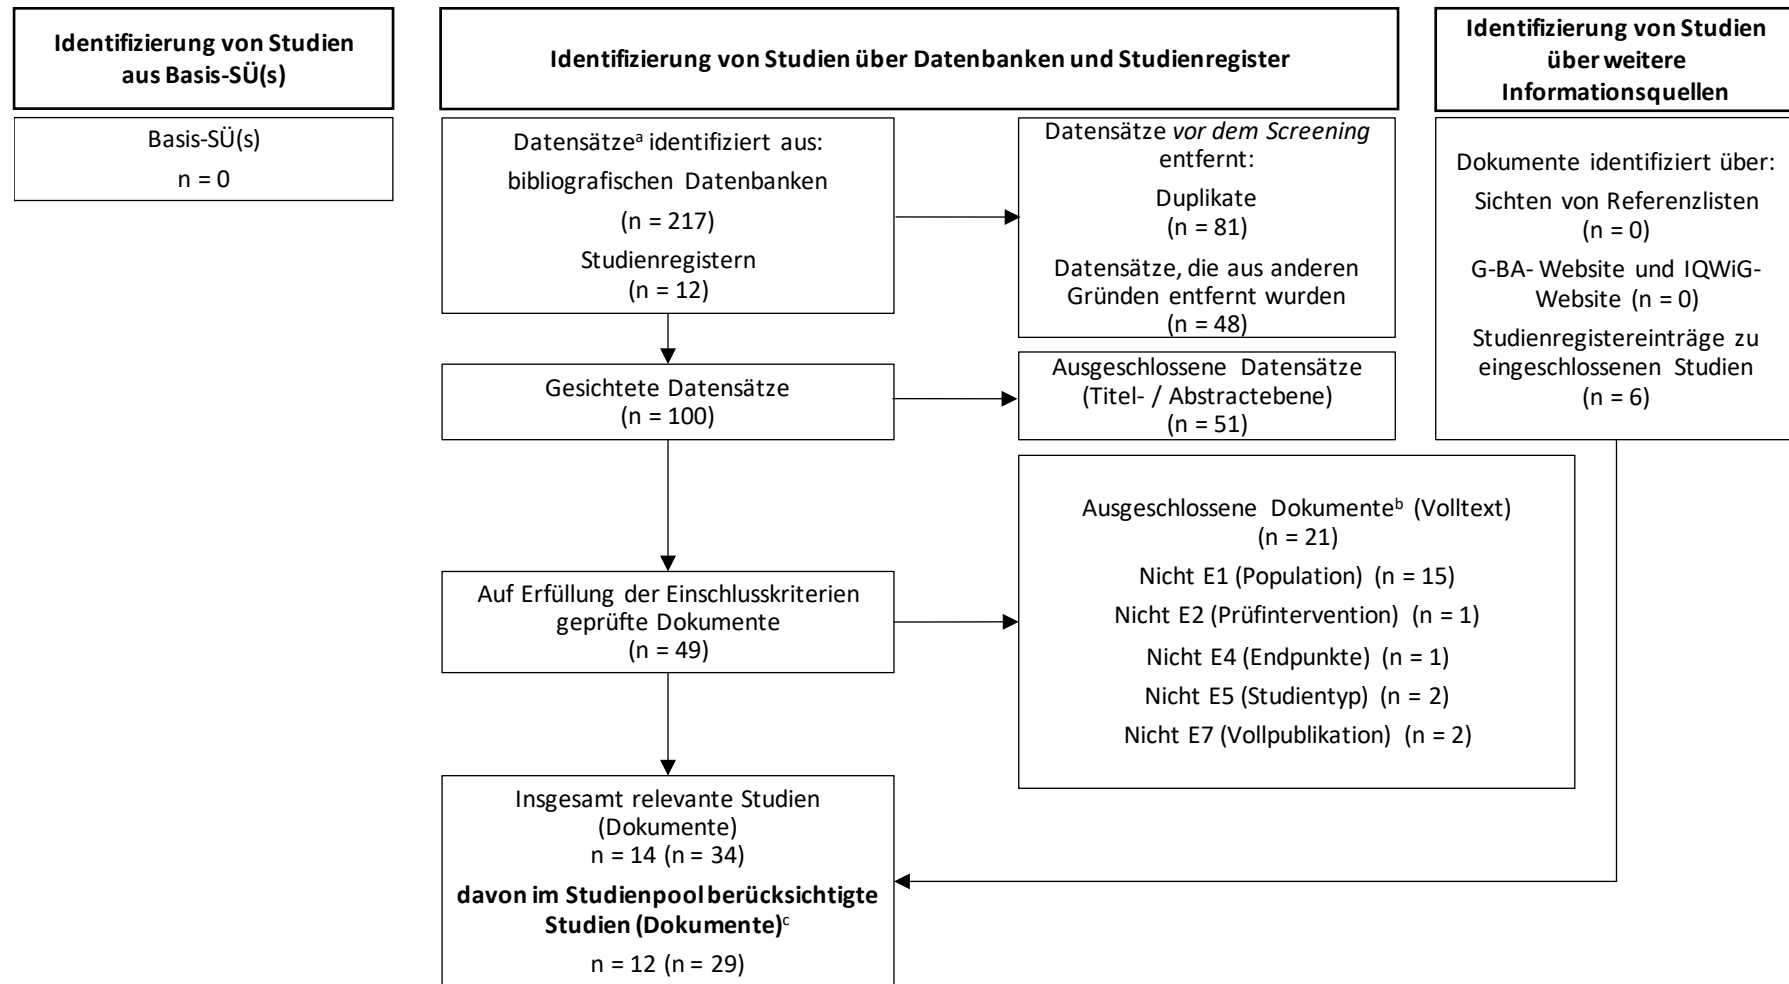 Identifizierung von Studien
aus Basis-SÜ(s)
Basis-SÜ(s)
n = 0
Identifizierung von Studien über Datenbanken und Studienregister
Datensätzeᵃ identifiziert aus:
bibliografischen Datenbanken
(n = 217)
Studienregistern
(n = 12)
Datensätze vor dem Screening
entfernt:
Duplikate
(n = 81)
Datensätze, die aus anderen
Gründen entfernt wurden
(n = 48)
Gesichtete Datensätze
(n = 100)
Ausgeschlossene Datensätze
(Titel- / Abstractebene)
(n = 51)
Auf Erfüllung der Einschlusskriterien
geprüfte Dokumente
(n = 49)
Ausgeschlossene Dokumenteᵇ (Volltext)
(n = 21)
Nicht E1 (Population) (n = 15)
Nicht E2 (Prüfintervention) (n = 1)
Nicht E4 (Endpunkte) (n = 1)
Nicht E5 (Studientyp) (n = 2)
Nicht E7 (Vollpublikation) (n = 2)
Insgesamt relevante Studien
(Dokumente)
n = 14 (n = 34)
davon im Studienpool berücksichtigte
Studien (Dokumente)ᶜ
n = 12 (n = 29)
Identifizierung von Studien
über weitere
Informationsquellen
Dokumente identifiziert über:
Sichten von Referenzlisten
(n = 0)
G-BA- Website und IQWiG-
Website (n = 0)
Studienregistereinträge zu
eingeschlossenen Studien
(n = 6)